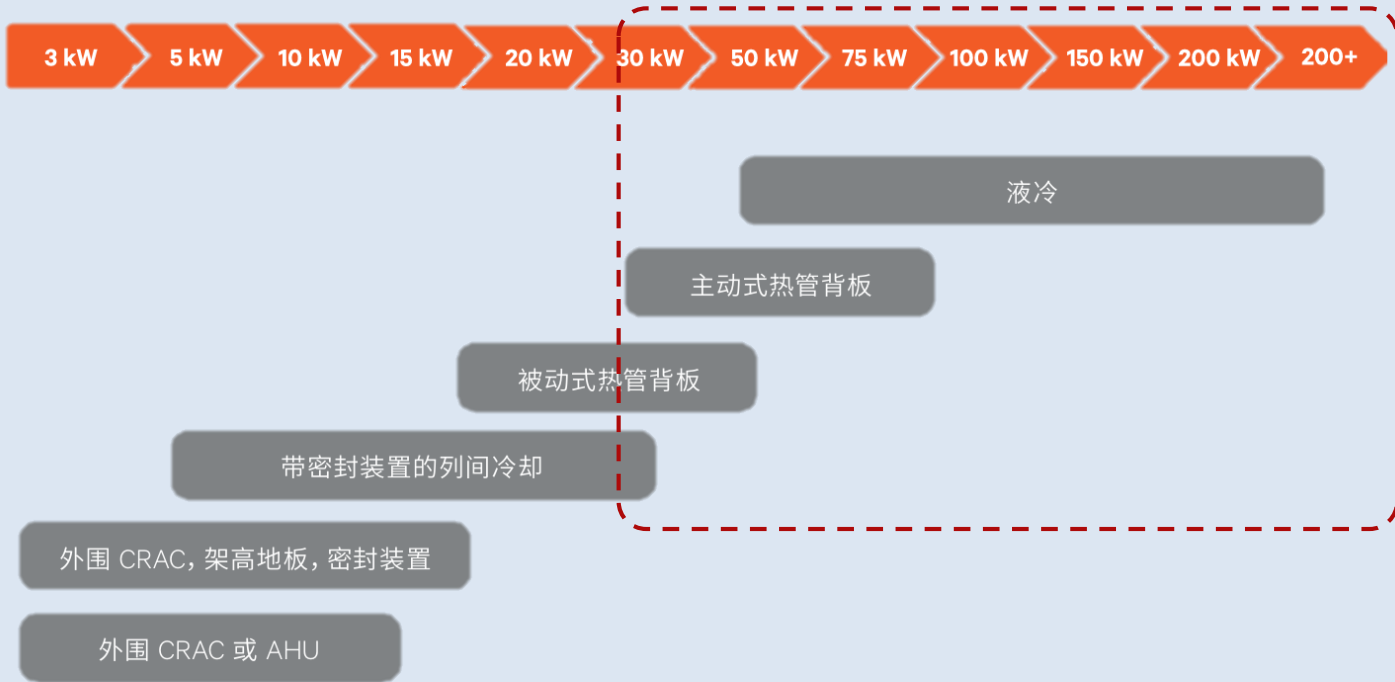 3 kW 5 kW 10 kW 15 kW 20 kW 30 kW 50 kW 75 kW 100 kW 150 kW 200 kW 200+
液冷
主动式热管背板
被动式热管背板
带密封装置的列间冷却
外围 CRAC，架高地板，密封装置
外围 CRAC 或 AHU